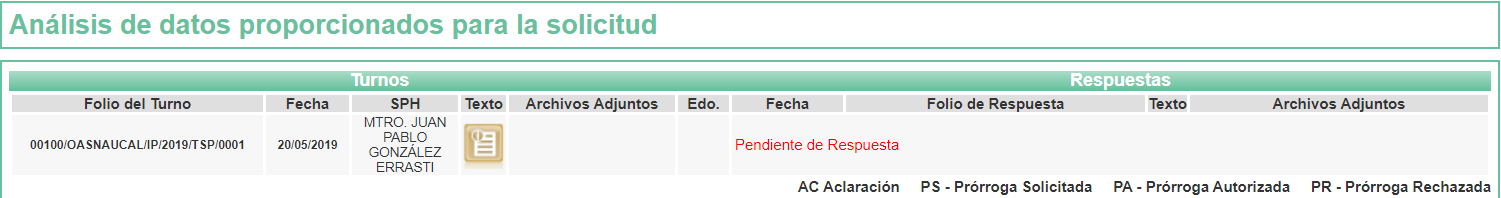 Análisis de datos proporcionados para la solicitud
Turnos Respuestas
Folio del Turno Fecha SPH Texto Archivos Adjuntos Edo. Fecha Folio de Respuesta Texto Archivos Adjuntos
00100/OASNAUCAL/IP/2019/TSP/0001 20/05/2019 MTRO. JUAN
PABLO
GONZÁLEZ
ERRASTI
Pendiente de Respuesta
AC Aclaración PS - Prórroga Solicitada PA - Prórroga Autorizada PR - Prórroga Rechazada